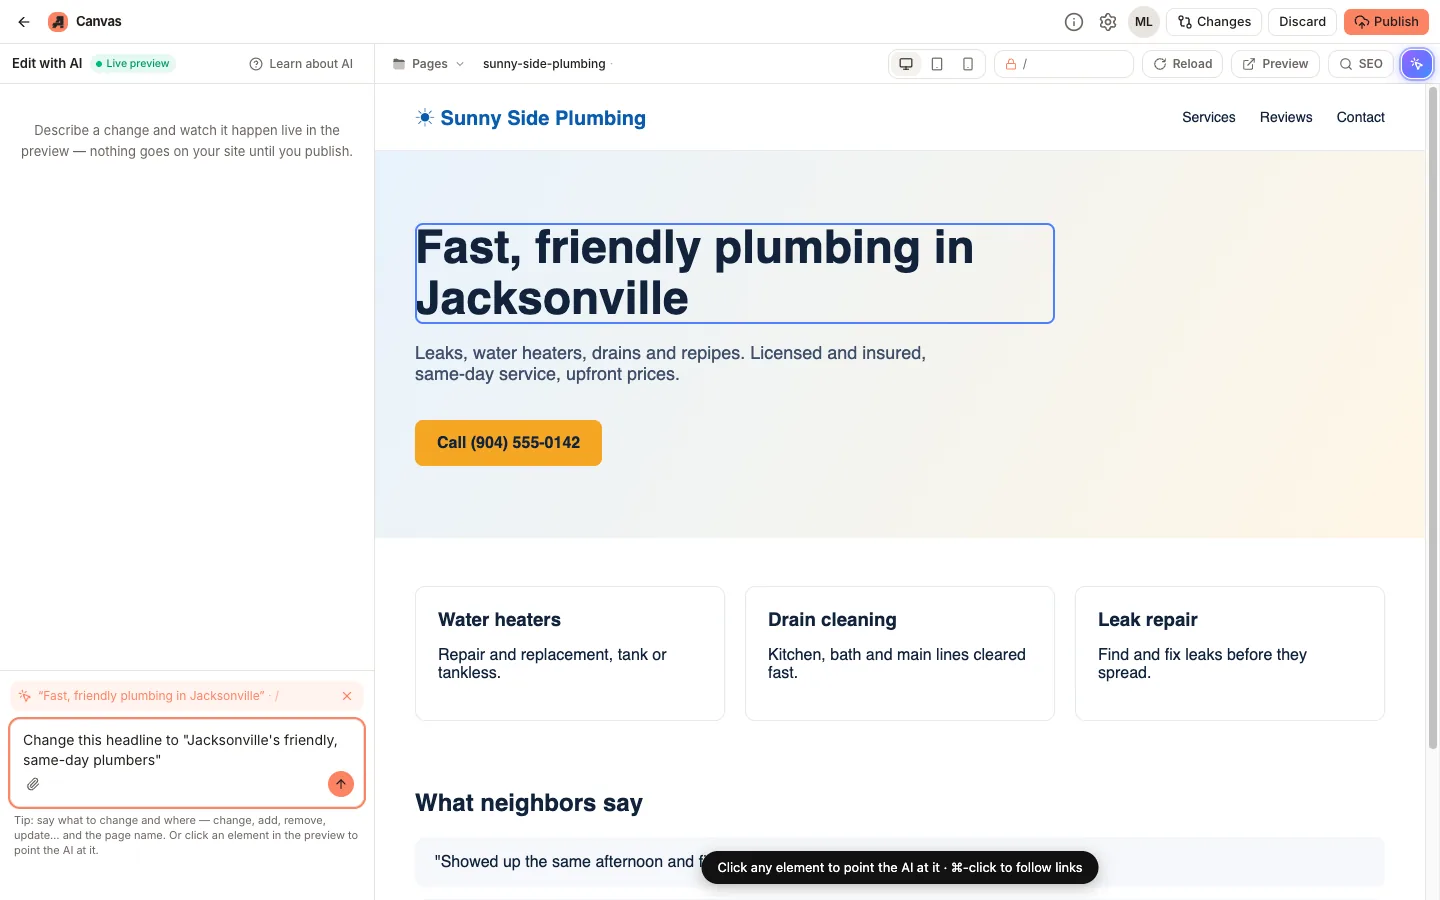 Canvas
ML
Changes
Discard
Publish
Edit with AI
Live preview
Learn about AI
Pages
sunny-side-plumbing
/
Reload
Preview
SEO
Describe a change and watch it happen live in the
preview — nothing goes on your site until you publish.
Sunny Side Plumbing
Services
Reviews
Contact
Fast, friendly plumbing in
Jacksonville
Leaks, water heaters, drains and repipes. Licensed and insured,
same-day service, upfront prices.
Call (904) 555-0142
Water heaters
Repair and replacement, tank or
tankless.
Drain cleaning
Kitchen, bath and main lines cleared
fast.
Leak repair
Find and fix leaks before they
spread.
What neighbors say
"Showed up the same afternoon and
Click any element to point the AI at it · ⌘-click to follow links
"Fast, friendly plumbing in Jacksonville" · /
Change this headline to "Jacksonville's friendly,
same-day plumbers"
Tip: say what to change and where — change, add, remove,
update... and the page name. Or click an element in the preview to
point the AI at it.